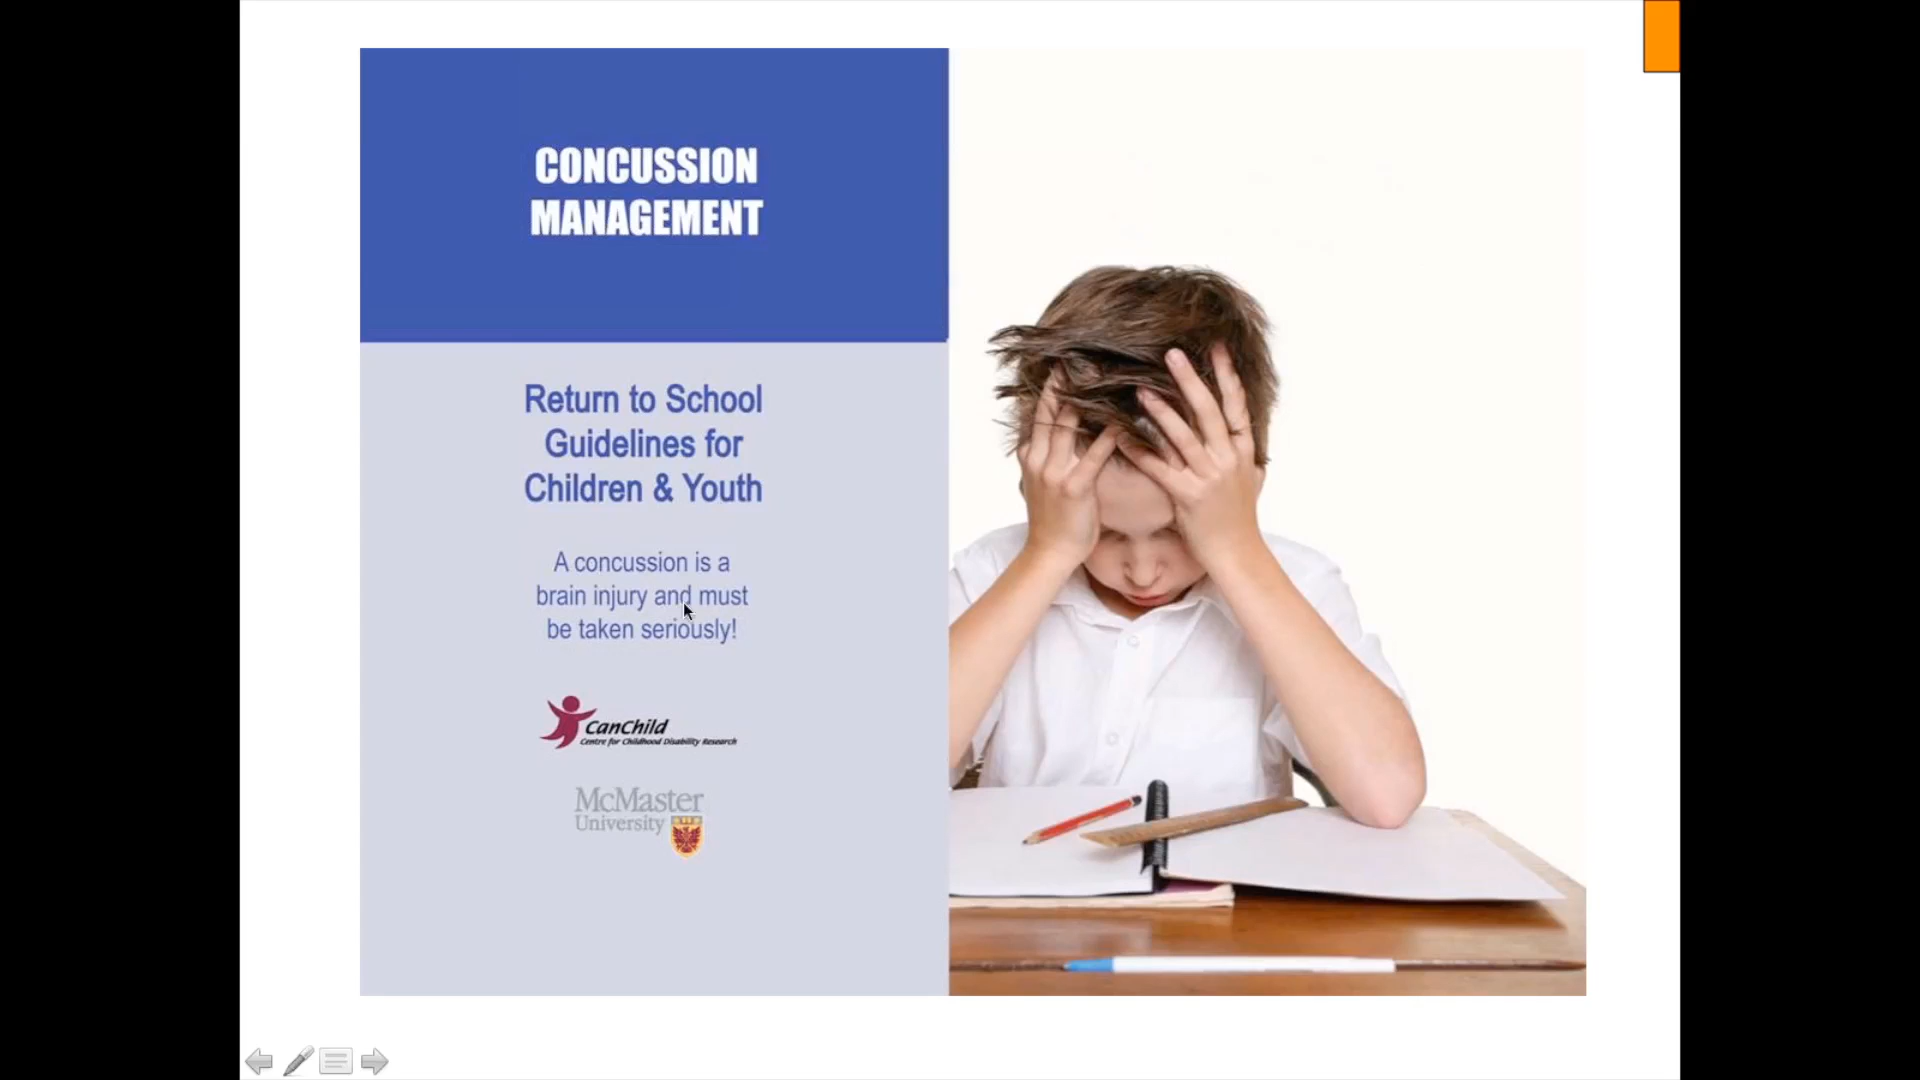 CONCUSSION
MANAGEMENT
Return to School
Guidelines for
Children & Youth
A concussion is a
brain injury and must
be taken seriously!
CanChild
Centre for Childhood Disability Research
McMaster
University